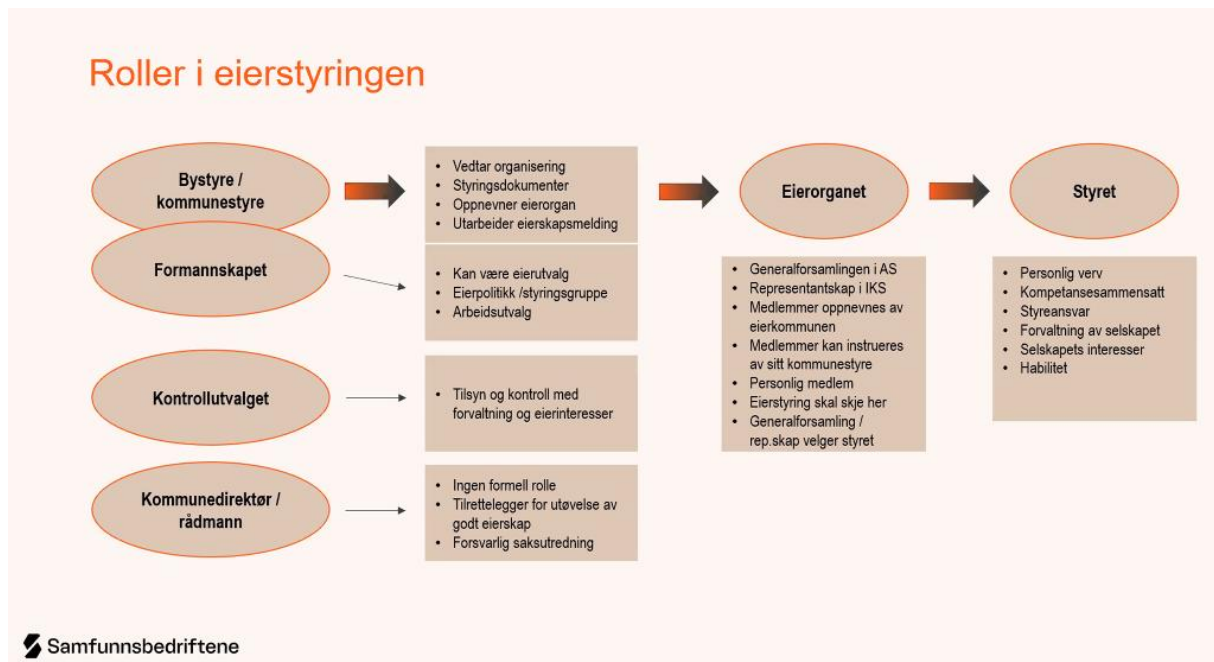 Roller i eierstyringen
Bystyre /
kommunestyre
• Vedtar organisering
• Styringsdokumenter
• Oppnevner eierorgan
• Utarbeider eierskapsmelding
Eierorganet
Styret
Formannskapet
• Kan være eierutvalg
• Eierpolitikk /styringsgruppe
• Arbeidsutvalg
• Generalforsamlingen i AS
• Representantskap i IKS
• Medlemmer oppnevnes av
eierkommunen
• Medlemmer kan instrueres
av sitt kommunestyre
• Personlig medlem
• Eierstyring skal skje her
• Generalforsamling /
rep.skap velger styret
• Personlig verv
• Kompetansesammensatt
• Styreansvar
• Forvaltning av selskapet
• Selskapets interesser
• Habilitet
Kontrollutvalget
• Tilsyn og kontroll med
forvaltning og eierinteresser
Kommunedirektør /
rådmann
• Ingen formell rolle
• Tilrettelegger for utøvelse av
godt eierskap
• Forsvarlig saksutredning
Samfunnsbedriftene